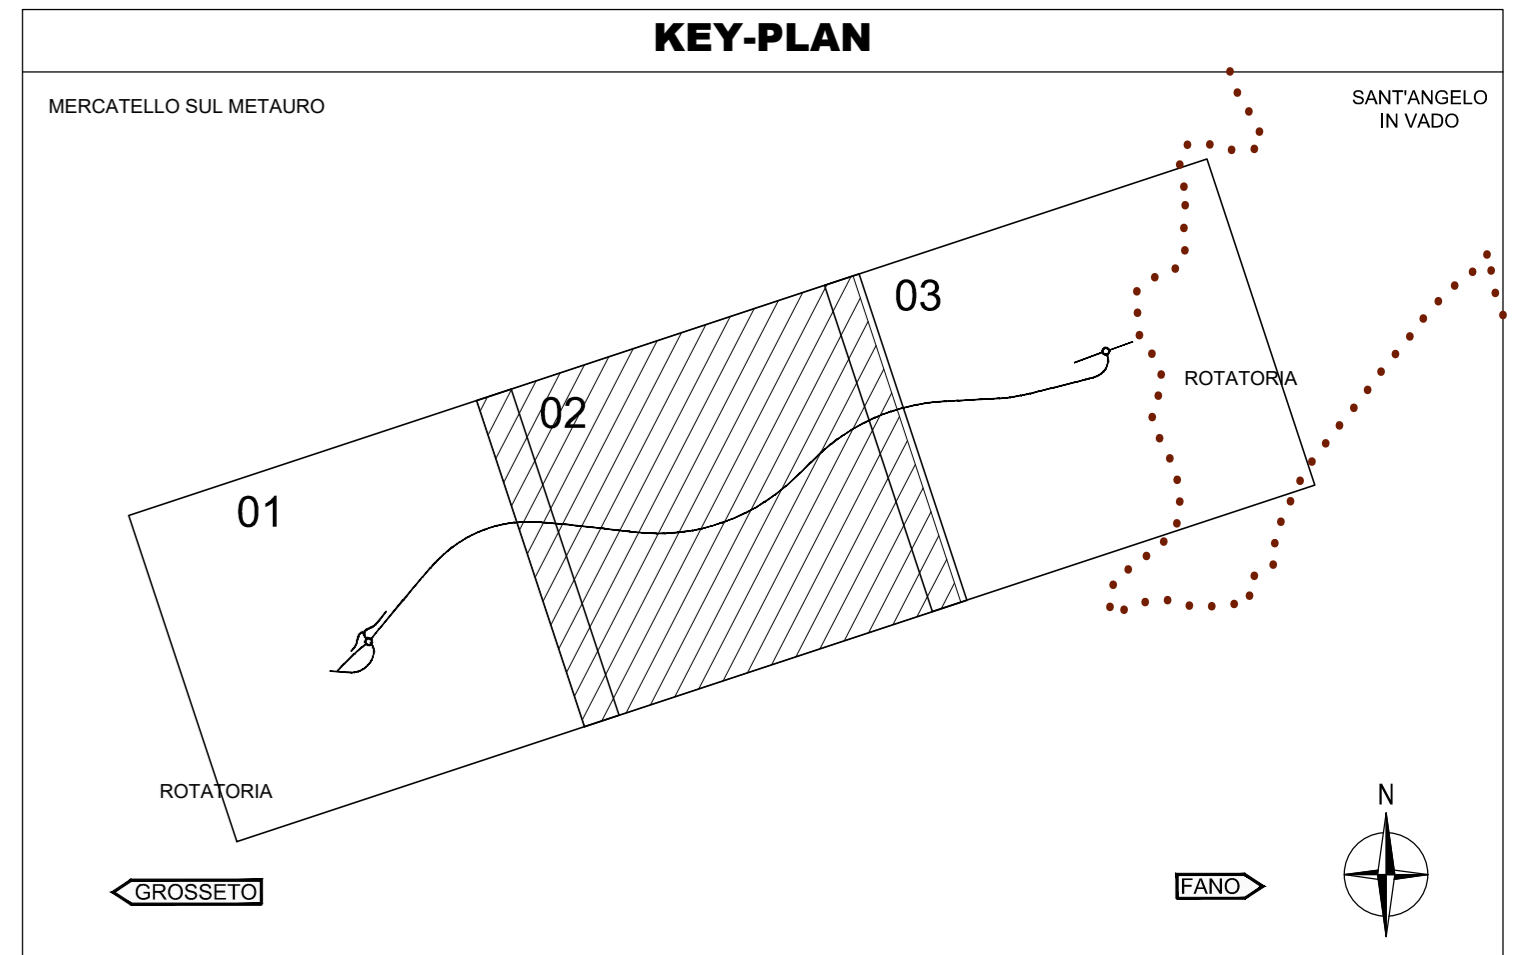 KEY-PLAN
MERCATELLO SUL METAURO
SANT'ANGELO
IN VADO
03
02
01
ROTATORIA
ROTATORIA
N
GROSSETO
FANO